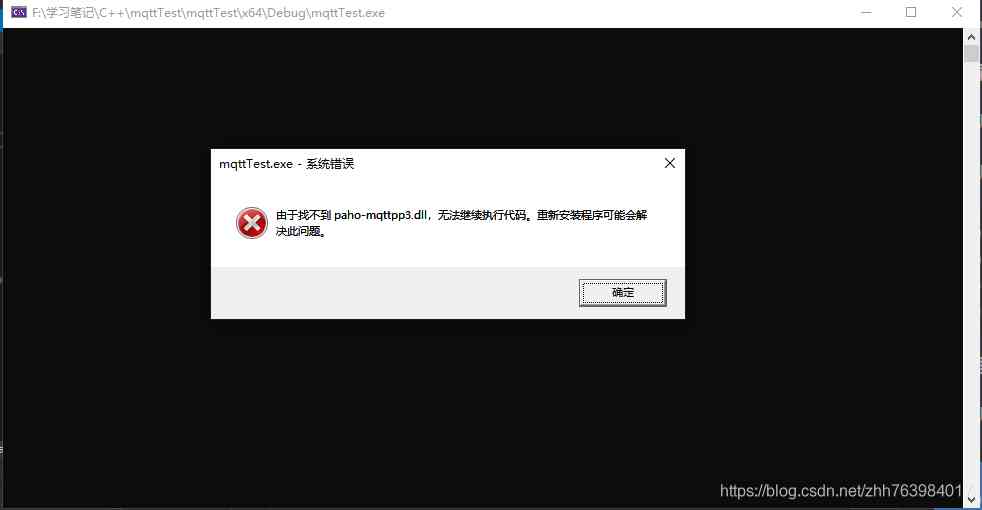 F:\学习笔记\C++\mqttTest\mqttTest\x64\Debug\mqttTest.exe
mqttTest.exe - 系统错误
由于找不到 paho-mqttpp3.dll，无法继续执行代码。重新安装程序可能会解
决此问题。
确定
https://blog.csdn.net/zhh763984017